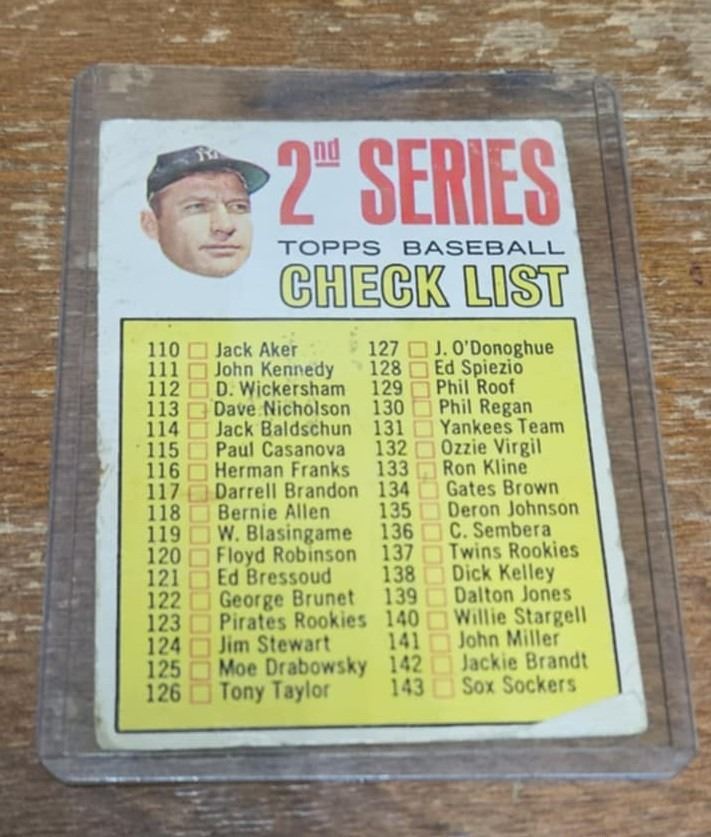 NY
2nd SERIES
TOPPS BASEBALL
CHECK LIST
110 Jack Aker
111 John Kennedy
112 D. Wickersham
113 Dave Nicholson
114 Jack Baldschun
115 Paul Casanova
116 Herman Franks
117 Darrell Brandon
118 Bernie Allen
119 W. Blasingame
120 Floyd Robinson
121 Ed Bressoud
122 George Brunet
123 Pirates Rookies
124 Jim Stewart
125 Moe Drabowsky
126 Tony Taylor
127 J. O'Donoghue
128 Ed Spiezio
129 Phil Roof
130 Phil Regan
131 Yankees Team
132 Ozzie Virgil
133 Ron Kline
134 Gates Brown
135 Deron Johnson
136 C. Sembera
137 Twins Rookies
138 Dick Kelley
139 Dalton Jones
140 Willie Stargell
141 John Miller
142 Jackie Brandt
143 Sox Sockers